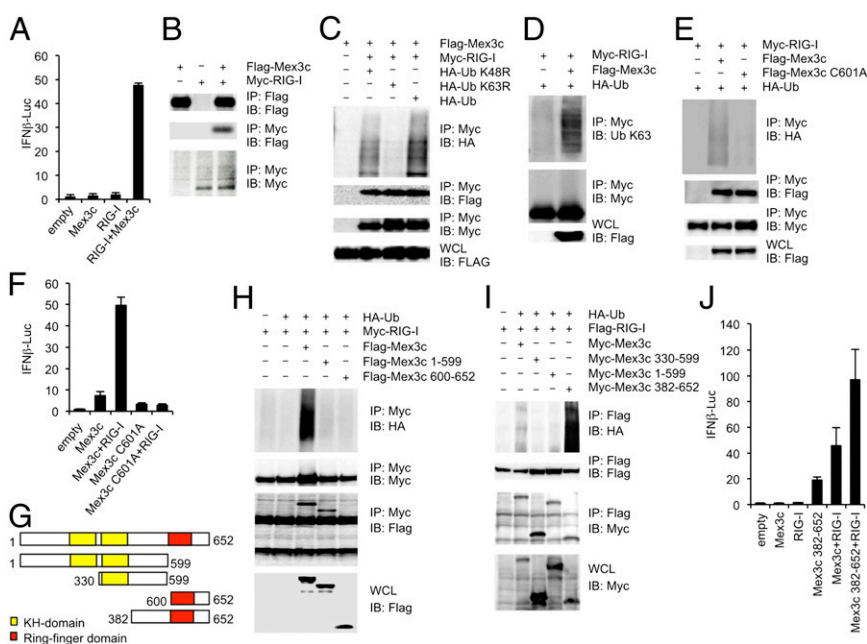 A
IFNβ-Luc
60
50
40
30
20
10
0
empty
Mex3c
RIG-I
RIG-I+Mex3c
B
+ − + Flag-Mex3c
− + + Myc-RIG-I
IP: Flag
IB: Flag
IP: Myc
IB: Flag
IP: Myc
IB: Myc
C
+ + + + Flag-Mex3c
− + + + Myc-RIG-I
− + − − HA-Ub K48R
− − + − HA-Ub K63R
− − − + HA-Ub
IP: Myc
IB: HA
IP: Myc
IB: Flag
IP: Myc
IB: Myc
WCL
IB: FLAG
D
+ + Myc-RIG-I
− + Flag-Mex3c
+ + HA-Ub
IP: Myc
IB: Ub K63
IP: Myc
IB: Myc
WCL
IB: Flag
E
+ + + Myc-RIG-I
− + − Flag-Mex3c
− − + Flag-Mex3c C601A
+ + + HA-Ub
IP: Myc
IB: HA
IP: Myc
IB: Flag
IP: Myc
IB: Myc
WCL
IB: Flag
F
IFNβ-Luc
60
50
40
30
20
10
0
empty
Mex3c
Mex3c+RIG-I
Mex3c C601A
Mex3c C601A+RIG-I
G
1 652
1 599
330 599
600 652
382 652
KH-domain
Ring-finger domain
H
− + + + + HA-Ub
+ + + + + Myc-RIG-I
− − + − − Flag-Mex3c
− − − + − Flag-Mex3c 1-599
− − − − + Flag-Mex3c 600-652
IP: Myc
IB: HA
IP: Myc
IB: Myc
IP: Myc
IB: Flag
WCL
IB: Flag
I
− + + + + HA-Ub
+ + + + + Flag-RIG-I
− + − − − Myc-Mex3c
− − + − − Myc-Mex3c 330-599
− − − + − Myc-Mex3c 1-599
− − − − + Myc-Mex3c 382-652
IP: Flag
IB: HA
IP: Flag
IB: Flag
IP: Flag
IB: Myc
WCL
IB: Myc
J
IFNβ-Luc
140
120
100
80
60
40
20
0
empty
Mex3c
RIG-I
Mex3c 382-652
Mex3c+RIG-I
Mex3c 382-652+RIG-I